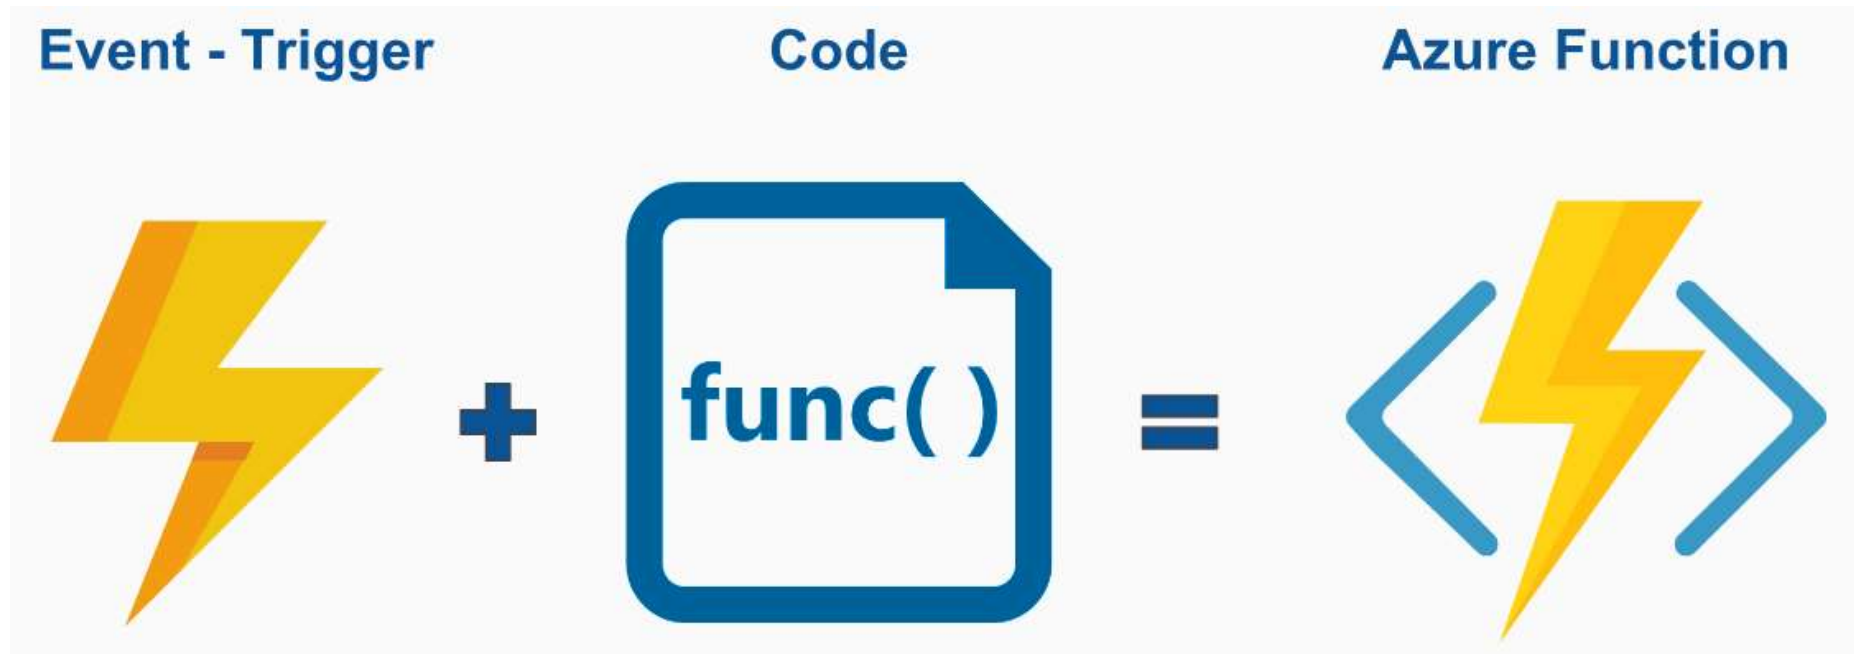 Event - Trigger
Code
Azure Function
func( )